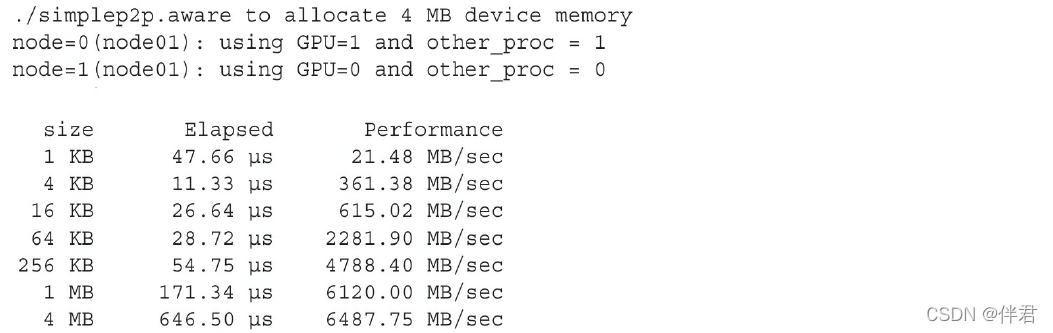 ./simplep2p.aware to allocate 4 MB device memory
node=0(node01): using GPU=1 and other_proc = 1
node=1(node01): using GPU=0 and other_proc = 0
size Elapsed Performance
1 KB 47.66 µs 21.48 MB/sec
4 KB 11.33 µs 361.38 MB/sec
16 KB 26.64 µs 615.02 MB/sec
64 KB 28.72 µs 2281.90 MB/sec
256 KB 54.75 µs 4788.40 MB/sec
1 MB 171.34 µs 6120.00 MB/sec
4 MB 646.50 µs 6487.75 MB/sec
CSDN @伴君